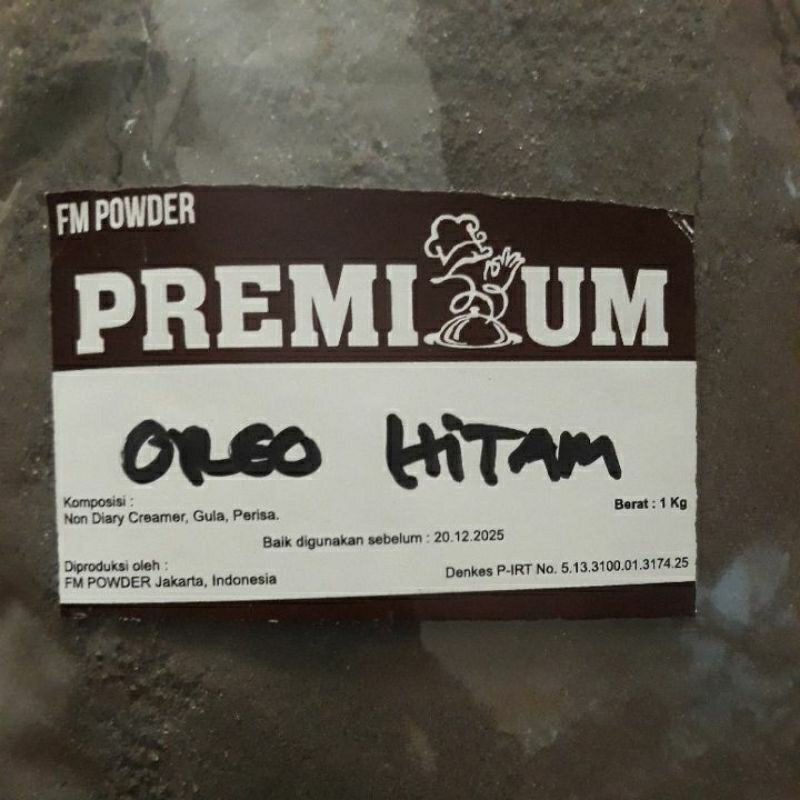 FM POWDER
PREMIUM
OREO HiTAM
Komposisi :
Non Diary Creamer, Gula, Perisa.
Berat : 1 Kg
Baik digunakan sebelum : 20.12.2025
Diproduksi oleh :
FM POWDER Jakarta, Indonesia
Denkes P-IRT No. 5.13.3100.01.3174.25